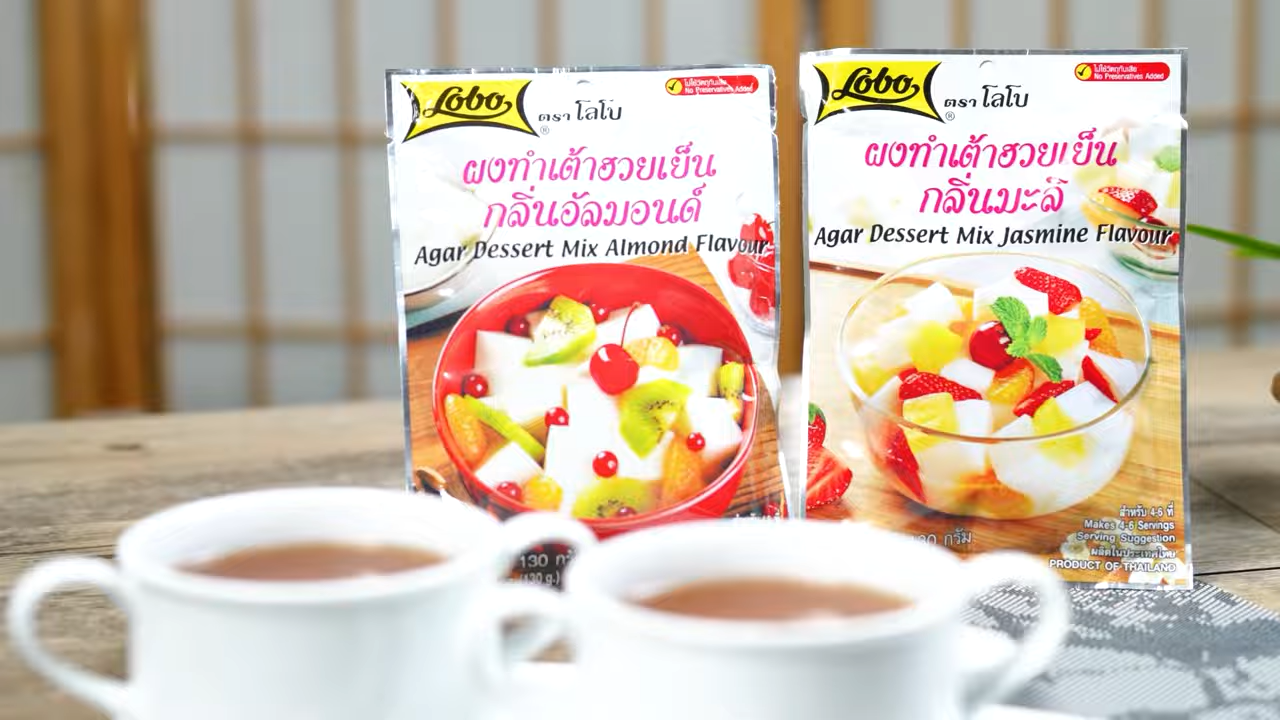 Lobo
®
ตรา โลโบ
ไม่ใช้วัตถุกันเสีย
No Preservatives Added
ผงทำเต้าฮวยเย็น
กลิ่นอัลมอนด์
Agar Dessert Mix Almond Flavour
130
(130 g.)
Lobo
®
ตรา โลโบ
ไม่ใช้วัตถุกันเสีย
No Preservatives Added
ผงทำเต้าฮวยเย็น
กลิ่นมะลิ
Agar Dessert Mix Jasmine Flavour
สำหรับ 4-6 ที่
Makes 4-6 Servings
Serving Suggestion
ผลิตในประเทศไทย
PRODUCT OF THAILAND
กรัม